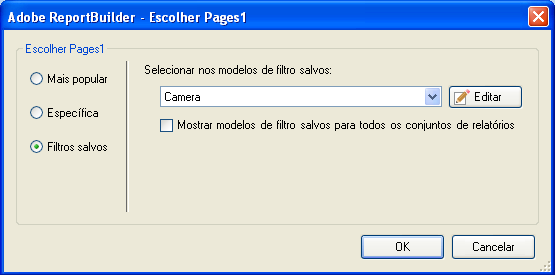 Adobe ReportBuilder - Escolher Pages1
Escolher Pages1
Mais popular
Específica
Filtros salvos
Selecionar nos modelos de filtro salvos:
Camera
Editar
Mostrar modelos de filtro salvos para todos os conjuntos de relatórios
OK
Cancelar